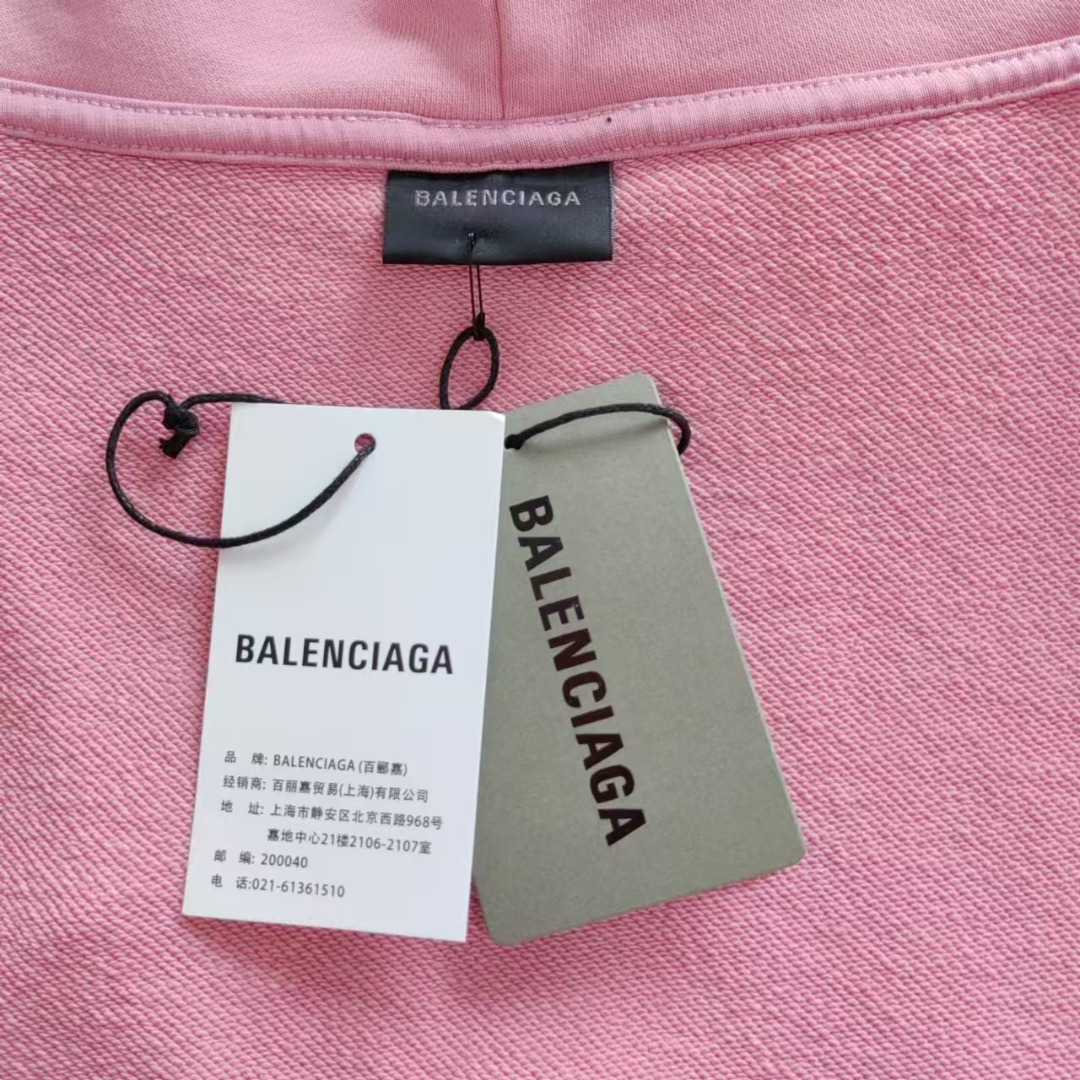 BALENCIAGA
BALENCIAGA
品 牌: BALENCIAGA (百郦嘉)
经销商: 百丽嘉贸易(上海)有限公司
地 址: 上海市静安区北京西路968号
嘉地中心21楼2106-2107室
邮 编: 200040
电 话:021-61361510
BALENCIAGA